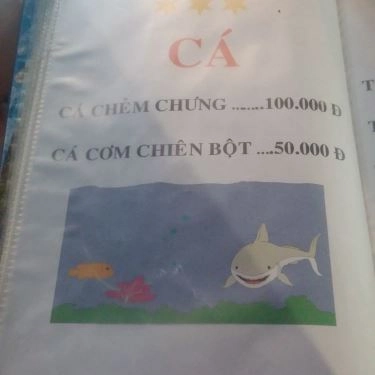 CÁ
CÁ CHẼM CHƯNG ........100.000 Đ
CÁ CƠM CHIÊN BỘT ....50.000 Đ